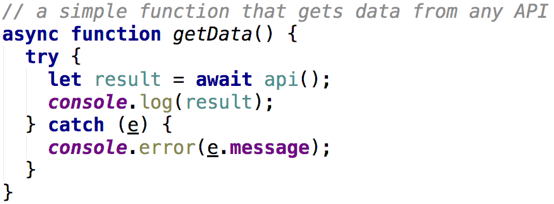 // a simple function that gets data from any API
async function getData() {
  try {
    let result = await api();
    console.log(result);
  } catch (e) {
    console.error(e.message);
  }
}